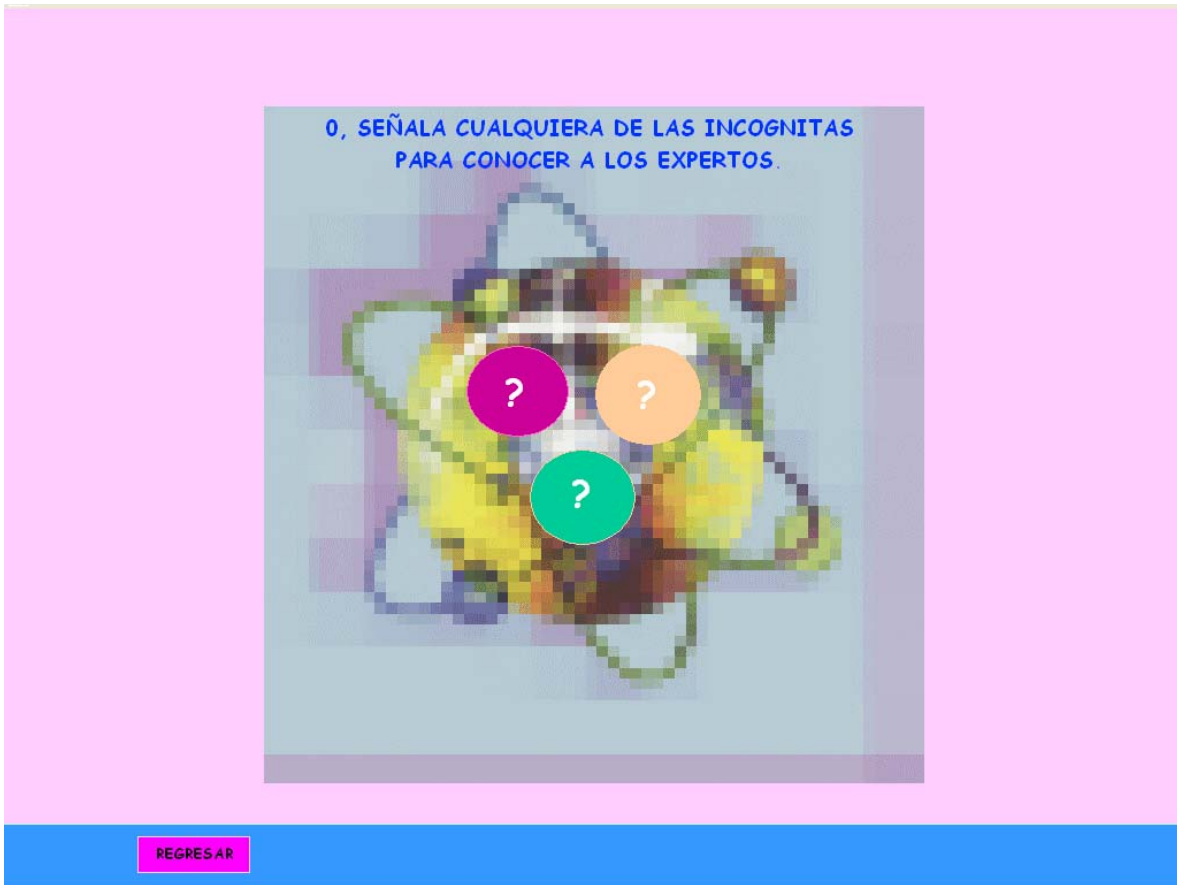 0, SEÑALA CUALQUIERA DE LAS INCOGNITAS
PARA CONOCER A LOS EXPERTOS.
?
?
?
REGRESAR